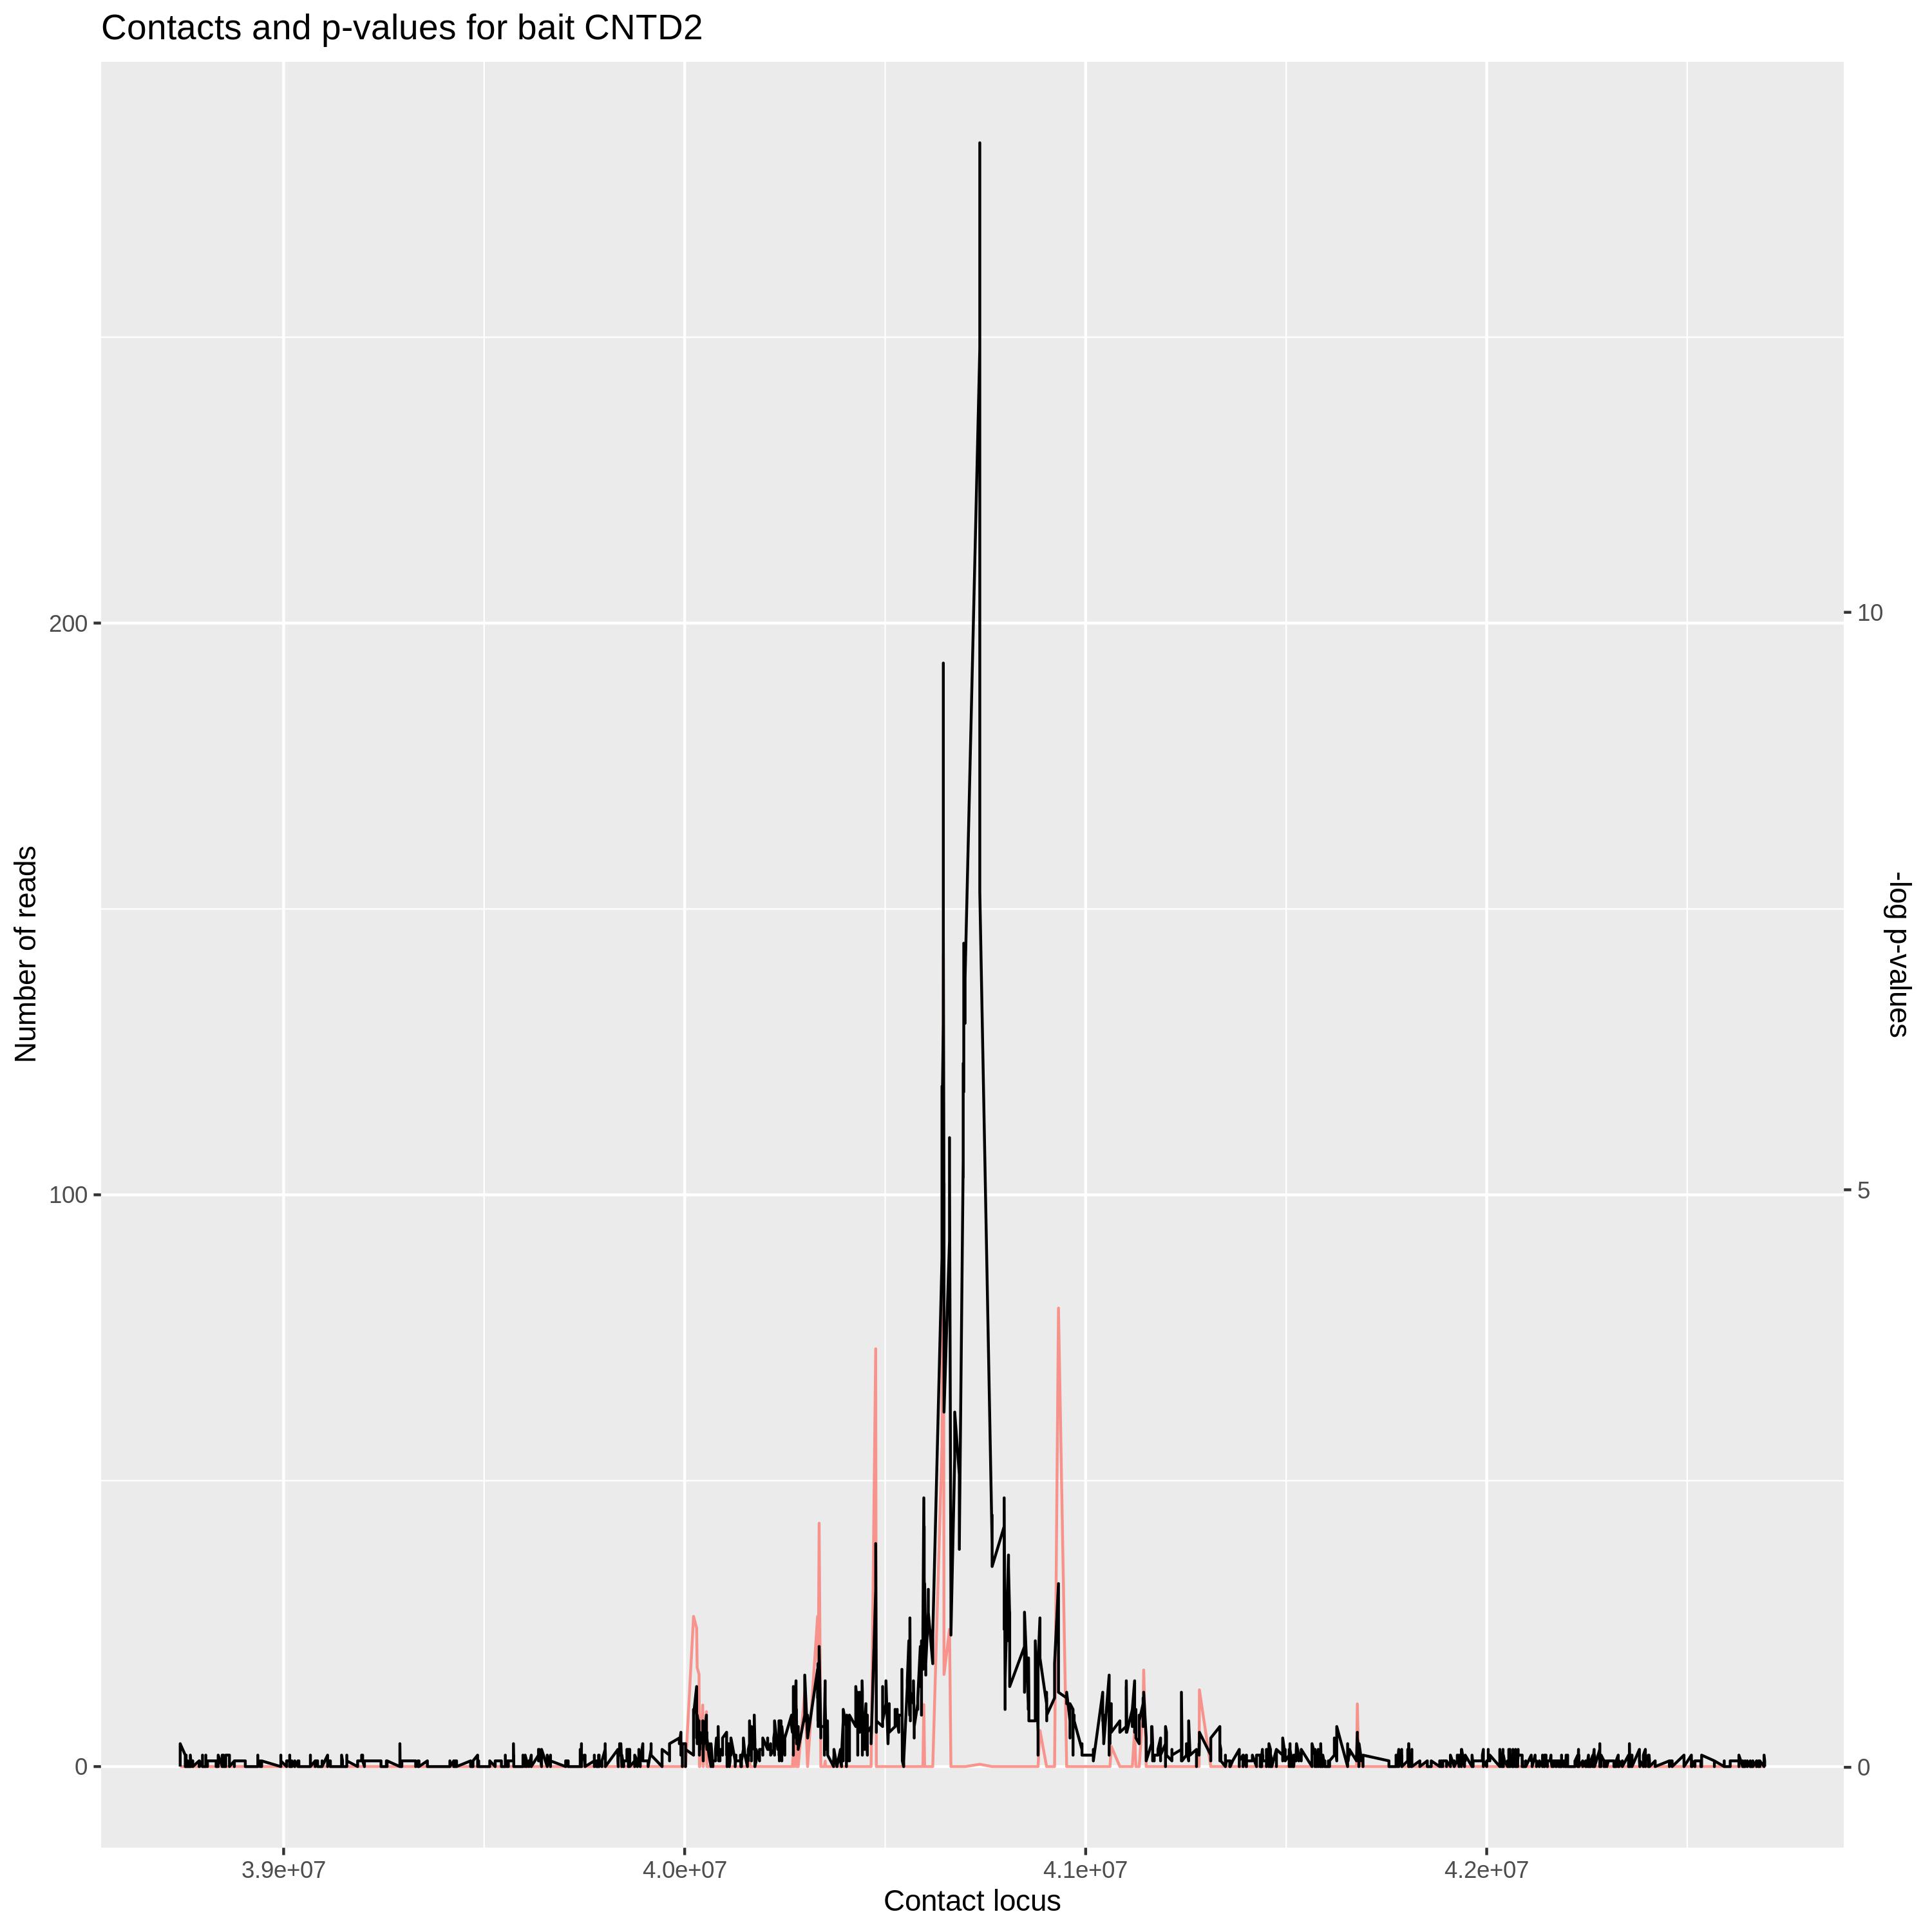 Contacts and p-values for bait CNTD2
Number of reads
200
100
0
10
5
0
-log p-values
3.9e+07
4.0e+07
4.1e+07
4.2e+07
Contact locus